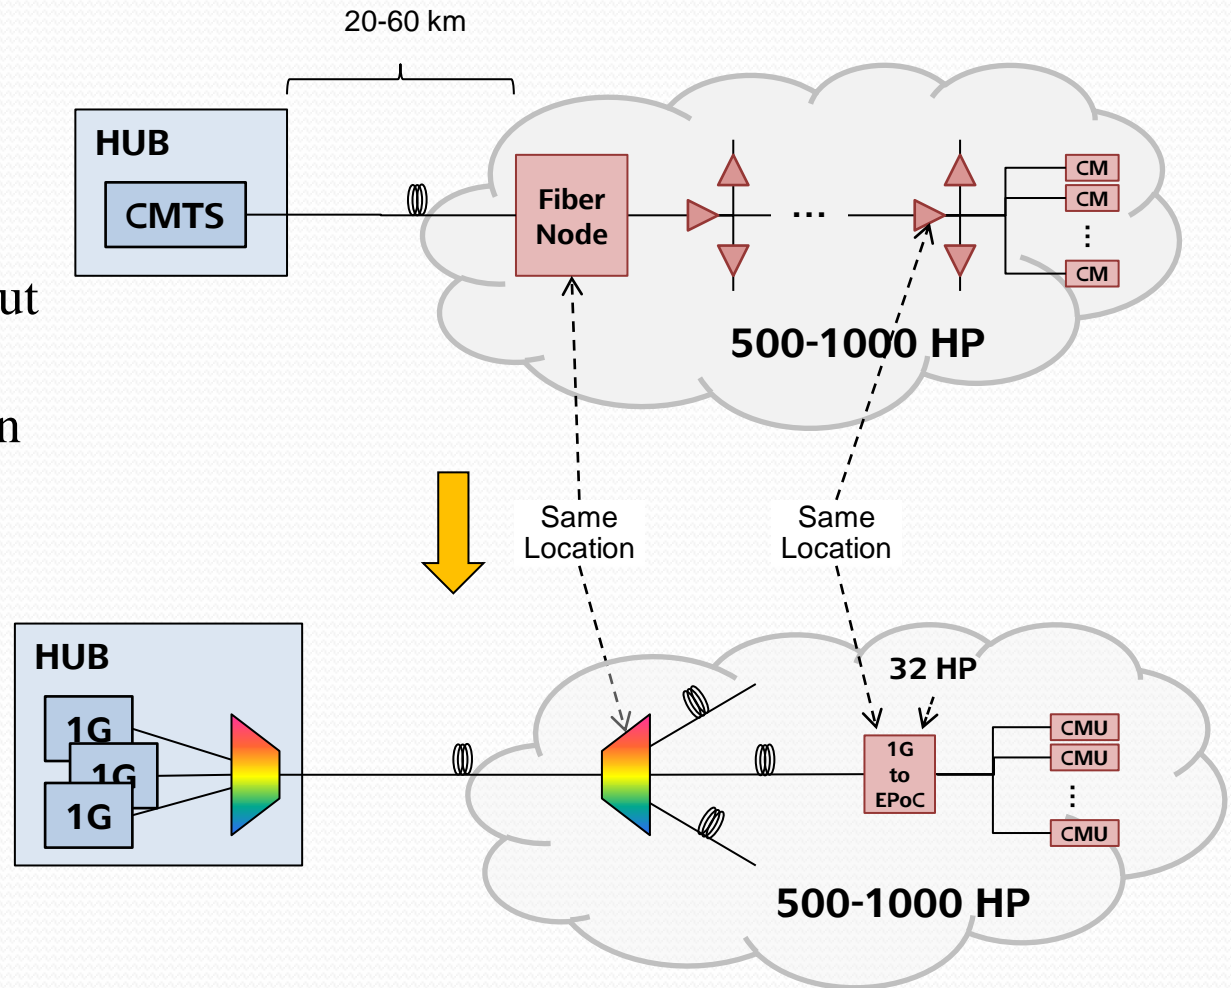 20-60 km
HUB
CMTS
Fiber
Node
...
CM
CM
...
CM
ut
500-1000 HP
n
Same
Location
Same
Location
HUB
1G
1G
1G
32 HP
1G
to
EPoC
CMU
CMU
...
CMU
500-1000 HP